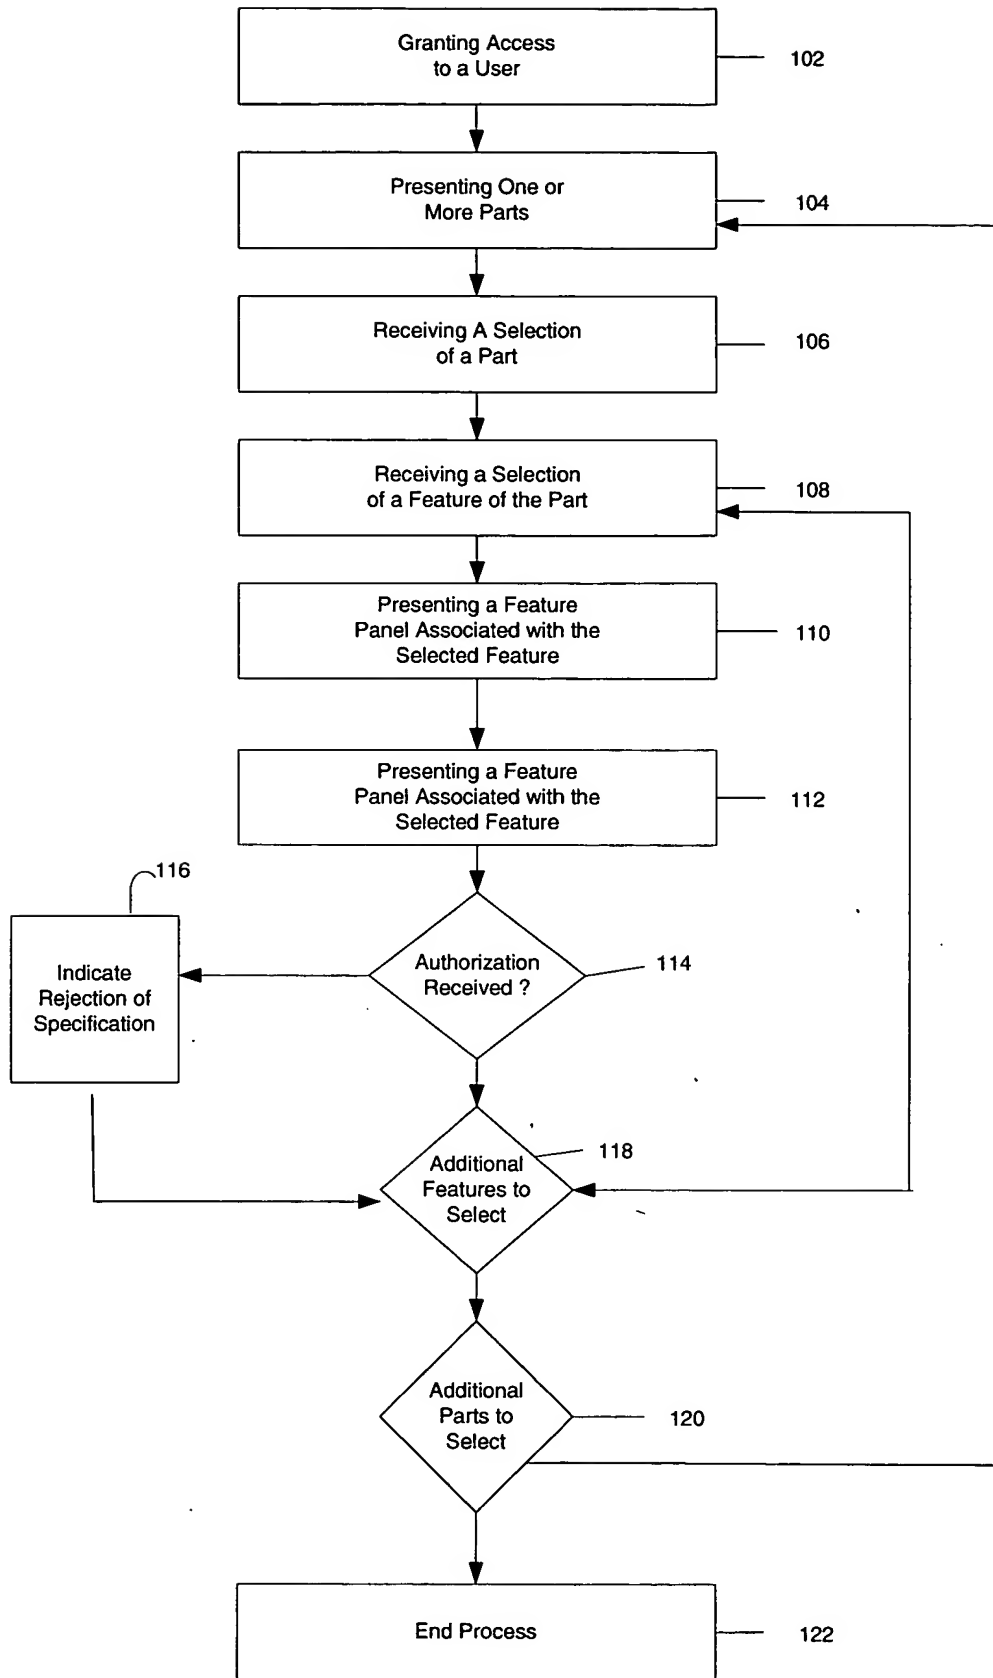 Granting Access
to a User
102
Presenting One or
More Parts
104
Receiving A Selection
of a Part
106
Receiving a Selection
of a Feature of the Part
108
Presenting a Feature
Panel Associated with the
Selected Feature
110
Presenting a Feature
Panel Associated with the
Selected Feature
112
116
Indicate
Rejection of
Specification
Authorization
Received ?
114
Additional
Features to
Select
118
Additional
Parts to
Select
120
End Process
122